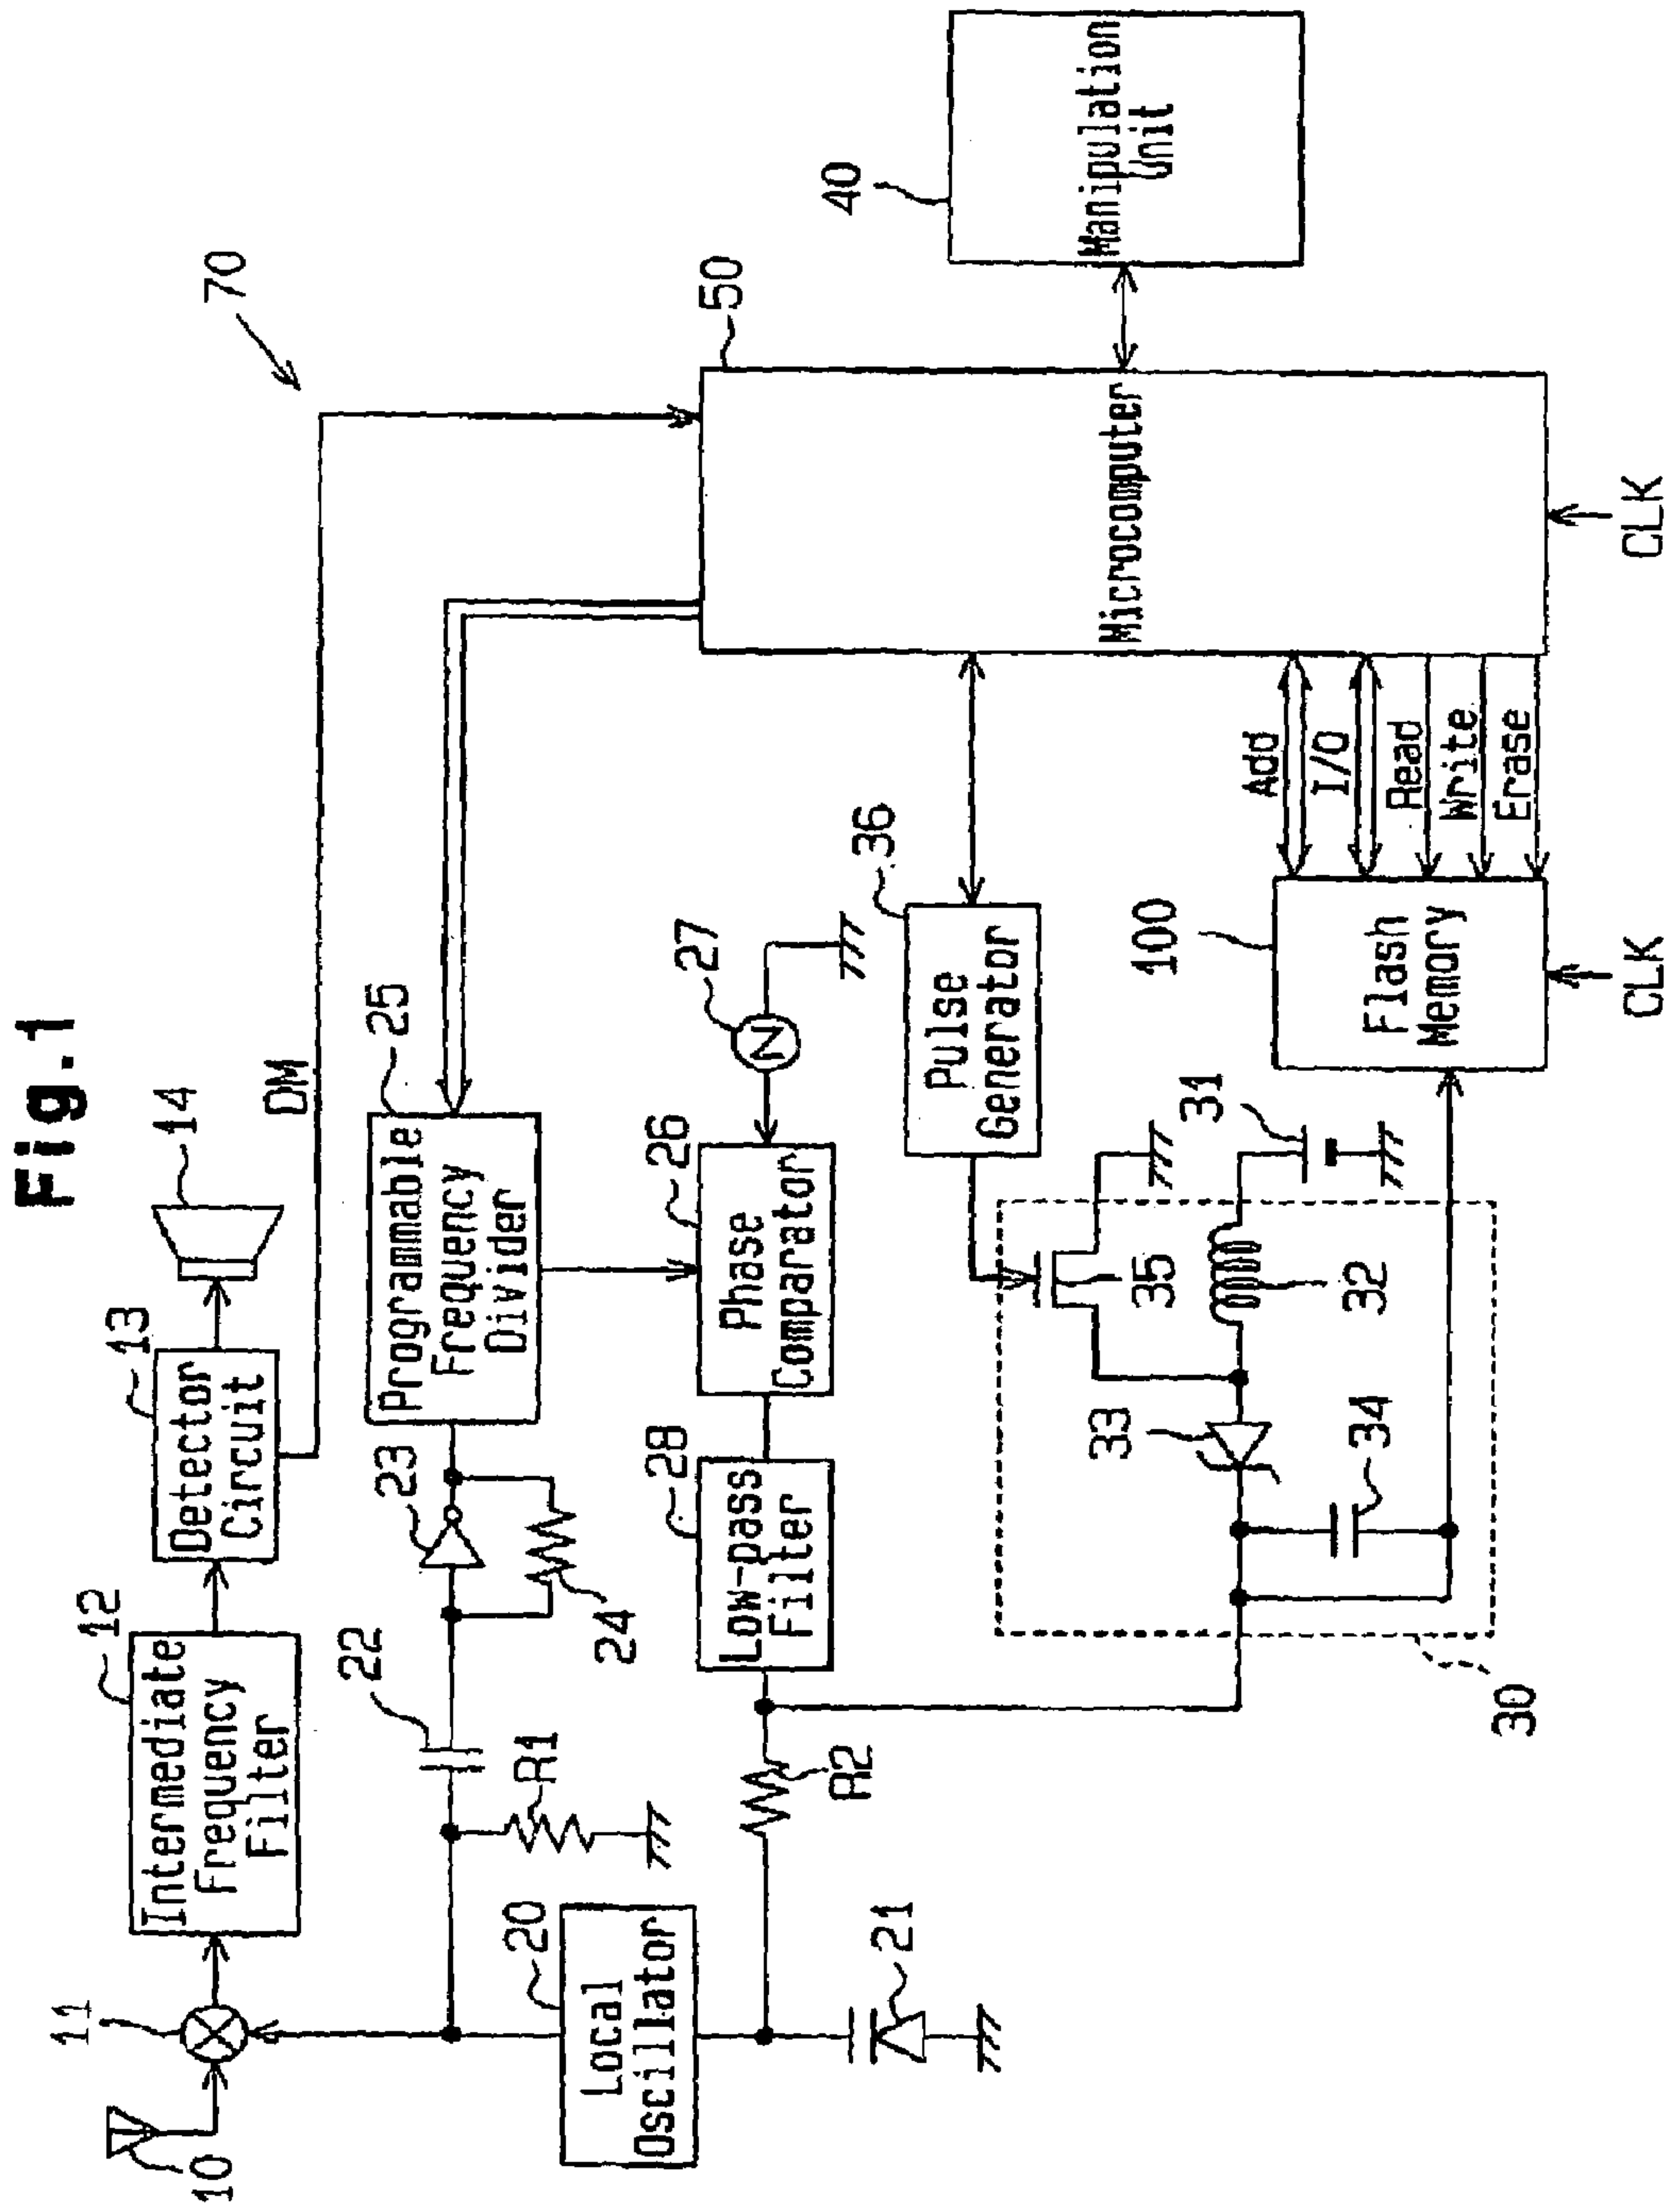 Fig.1
70
10
11
12
Intermediate
Frequency
Filter
13
Detector
Circuit
14
DM
20
Local
Oscillator
21
R1
22
23
24
25
Programmable
Frequency
Divider
26
Phase
Comparator
27
28
Low-pass
Filter
R2
30
31
32
33
34
35
36
Pulse
Generator
40
Manipulation
Unit
50
Microcomputer
CLK
Add
I/O
Read
Write
Erase
100
Flash
Memory
CLK